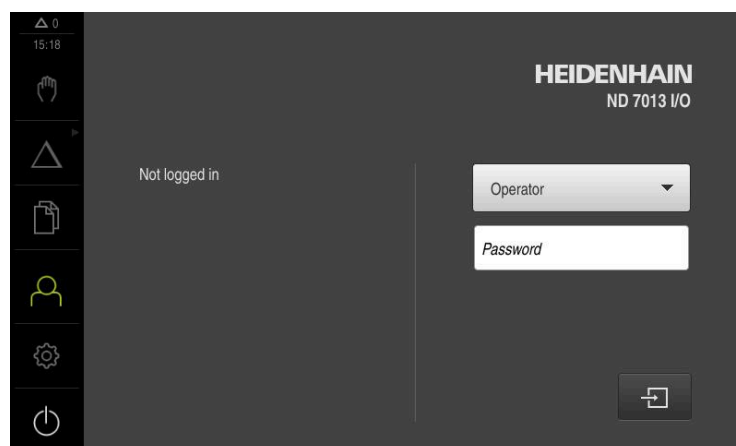 0
15:18
HEIDENHAIN
ND 7013 I/O
Not logged in
Operator
Password